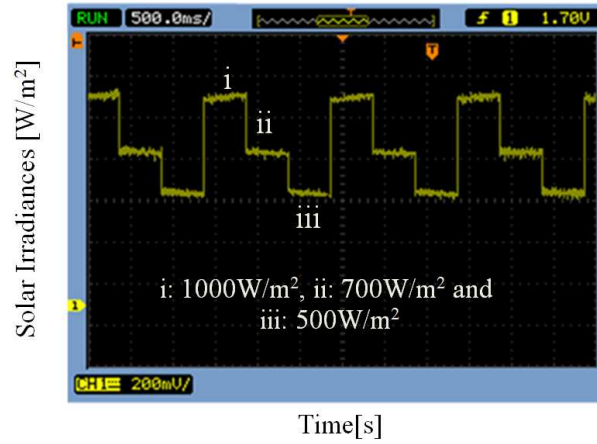 RUN 500.0ms/ T f 1 1.70V
T
Solar Irradiances [W/m²]
i
ii
iii
i: 1000W/m², ii: 700W/m² and
iii: 500W/m²
1
CH1 200mV/
Time[s]